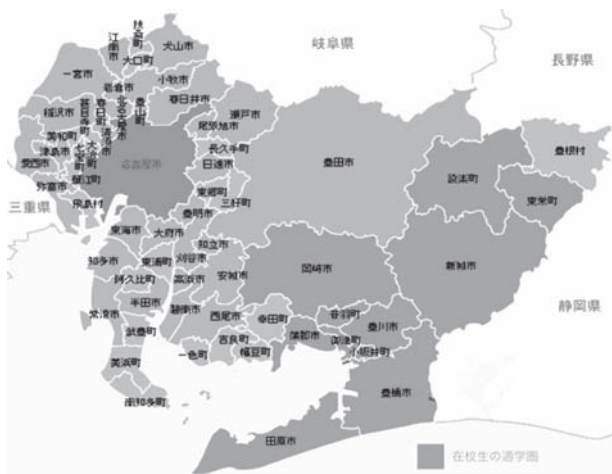 岐阜県
長野県
静岡県
三重県
扶桑町
江南市
犬山市
大口町
一宮市
岩倉市
小牧市
春日井市
稲沢市
豊山町
瀬戸市
尾張旭市
美和町
長久手町
津島市
日進市
愛西市
蟹江町
弥富市
飛島村
名古屋市
東郷町
三好町
豊明市
豊田市
設楽町
豊根村
東栄町
新城市
東海市
大府市
知多市
東浦町
刈谷市
知立市
阿久比町
高浜市
安城市
岡崎市
半田市
常滑市
碧南市
武豊町
西尾市
幸田町
音羽町
豊川市
蒲郡市
御津町
小坂井町
吉良町
一色町
幡豆町
美浜町
南知多町
豊橋市
田原市
在校生の通学圏